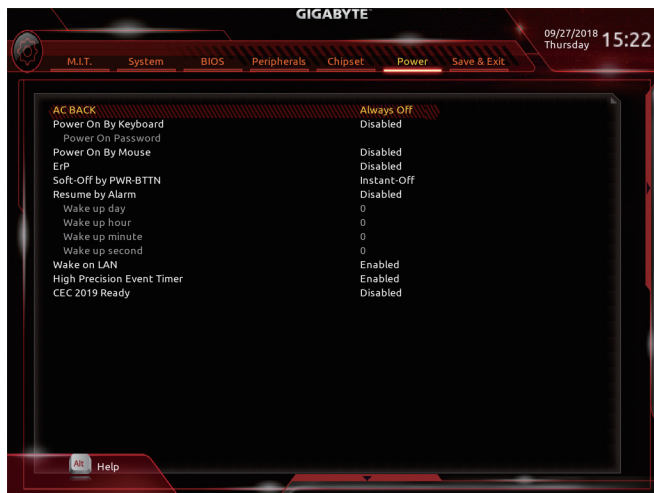 GIGABYTE
09/27/2018 Thursday 15:22
M.I.T. System BIOS Peripherals Chipset Power Save & Exit
AC BACK Always Off
Power On By Keyboard Disabled
Power On Password
Power On By Mouse Disabled
ErP Disabled
Soft-Off by PWR-BTTN Instant-Off
Resume by Alarm Disabled
Wake up day 0
Wake up hour 0
Wake up minute 0
Wake up second 0
Wake on LAN Enabled
High Precision Event Timer Enabled
CEC 2019 Ready Disabled
Alt Help